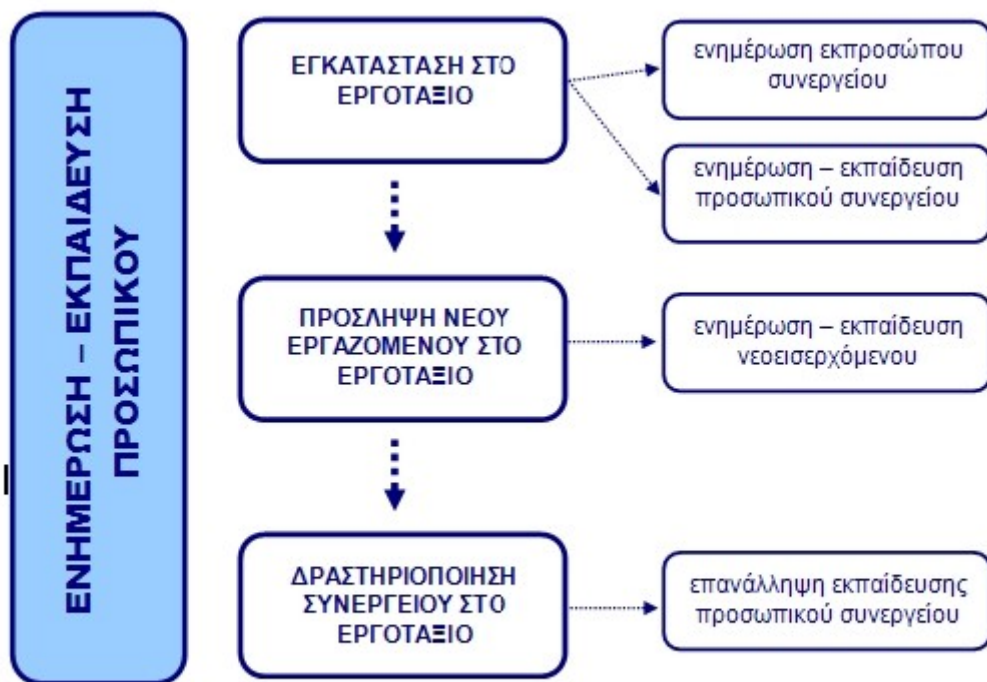 ΕΝΗΜΕΡΩΣΗ – ΕΚΠΑΙΔΕΥΣΗ
ΠΡΟΣΩΠΙΚΟΥ
ΕΓΚΑΤΑΣΤΑΣΗ ΣΤΟ
ΕΡΓΟΤΑΞΙΟ
ενημέρωση εκπροσώπου
συνεργείου
ενημέρωση – εκπαίδευση
προσωπικού συνεργείου
ΠΡΟΣΛΗΨΗ ΝΕΟΥ
ΕΡΓΑΖΟΜΕΝΟΥ ΣΤΟ
ΕΡΓΟΤΑΞΙΟ
ενημέρωση – εκπαίδευση
νεοεισερχόμενου
ΔΡΑΣΤΗΡΙΟΠΟΙΗΣΗ
ΣΥΝΕΡΓΕΙΟΥ ΣΤΟ
ΕΡΓΟΤΑΞΙΟ
επανάλληψη εκπαίδευσης
προσωπικού συνεργείου